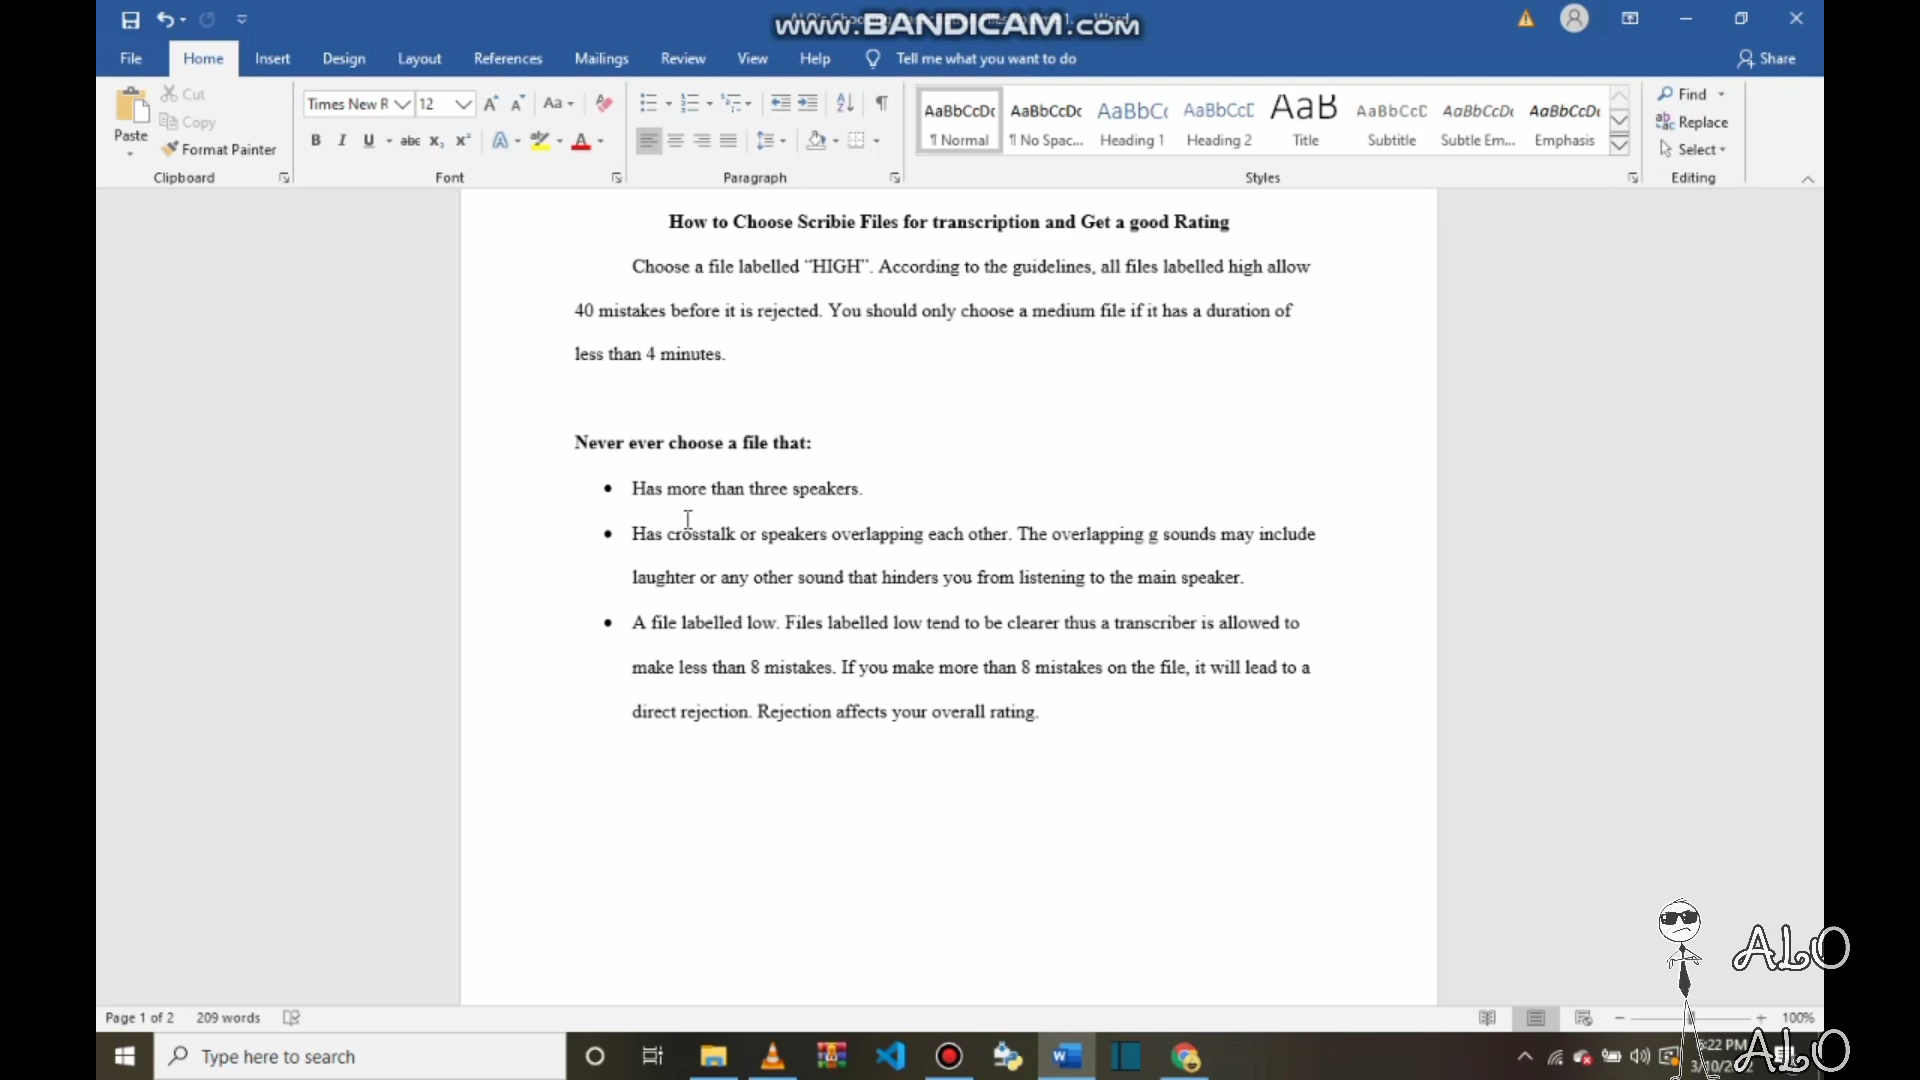 www.BANDICAM.com
File Home Insert Design Layout References Mailings Review View Help Tell me what you want to do Share
Paste Cut Copy Format Painter
Clipboard
Times New R 12
Font
Paragraph
AaBbCcDc AaBbCcDc AaBbCc AaBbCcD AaB AaBbCcD AaBbCcDc AaBbCcDc
¶ Normal ¶ No Spac... Heading 1 Heading 2 Title Subtitle Subtle Em... Emphasis
Styles
Find Replace Select
Editing
How to Choose Scribie Files for transcription and Get a good Rating
Choose a file labelled “HIGH”. According to the guidelines, all files labelled high allow
40 mistakes before it is rejected. You should only choose a medium file if it has a duration of
less than 4 minutes.
Never ever choose a file that:
• Has more than three speakers.
• Has crosstalk or speakers overlapping each other. The overlapping g sounds may include
laughter or any other sound that hinders you from listening to the main speaker.
• A file labelled low. Files labelled low tend to be clearer thus a transcriber is allowed to
make less than 8 mistakes. If you make more than 8 mistakes on the file, it will lead to a
direct rejection. Rejection affects your overall rating.
ALO
Page 1 of 2 209 words 100%
Type here to search
:22 PM
ALO